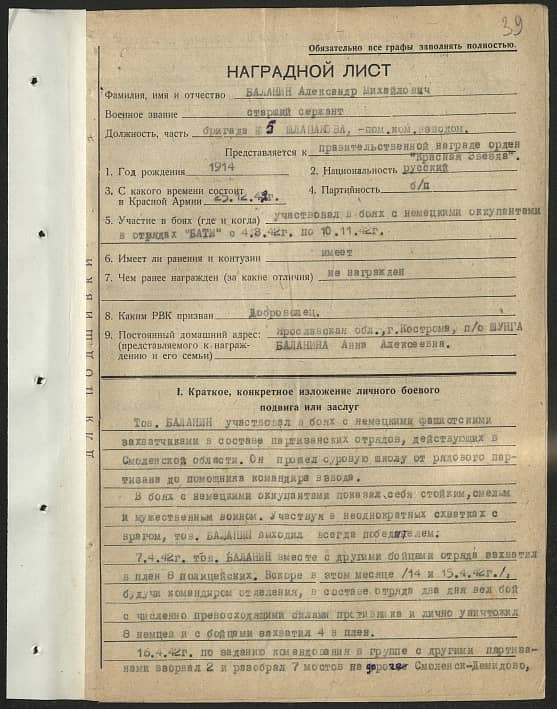 39
Обязательно все графы заполнять полностью.
НАГРАДНОЙ ЛИСТ
Фамилия, имя и отчество БАЛАНИН Александр Михайлович
Военное звание старший сержант
Должность, часть бригада № 5 ШЛАПАКОВА, -пом.ком.взводом.
Представляется к правительственной награде орден
"Красная Звезда".
1. Год рождения 1914 2. Национальность русский
3. С какого времени состоит
в Красной Армии 4. Партийность б/п
5. Участие в боях (где и когда) участвовал в боях с немецкими оккупантами
в отрядах "БАТИ" с 4.3.42г. по 10.11.42г.
6. Имеет ли ранения и контузии имеет
7. Чем ранее награжден (за какие отличия) не награжден
8. Каким РВК призван Доброволец.
9. Постоянный домашний адрес: Ярославская обл.,г.Кострома, п/о ШУНГА
(представляемого к награж-
дению и его семьи) БАЛАНИНА Анна Алексеевна.
ДЛЯ ПОДШИВКИ
I. Краткое, конкретное изложение личного боевого
подвига или заслуг
Тов. БАЛАНИН участвовал в боях с немецкими фашистскими
захватчиками в составе партизанских отрядов, действующих в
Смоленской области. Он прошел суровую школу от рядового пар-
тизана до помощника командира взвода.
В боях с немецкими оккупантами показал себя стойким,смелым
и мужественным воином. Участвуя в неоднократных схватках с
врагом, тов. БАЛАНИН выходил всегда победителем:
7.4.42г. тов. БАЛАНИН вместе с другими бойцами отряда захватил
в плен 8 полицейских. Вскоре в этом месяце /14 и 15.4.42г./,
будучи командиром отделения, в составе отряда два дня вел бой
с численно превосходящими силами противника и лично уничтожил
8 немцев и с бойцами захватил 4 в плен.
16.4.42г. по заданию командования в группе с другими партиза-
нами взорвал 2 и разобрал 7 мостов на дороге Смоленск-Демидово,